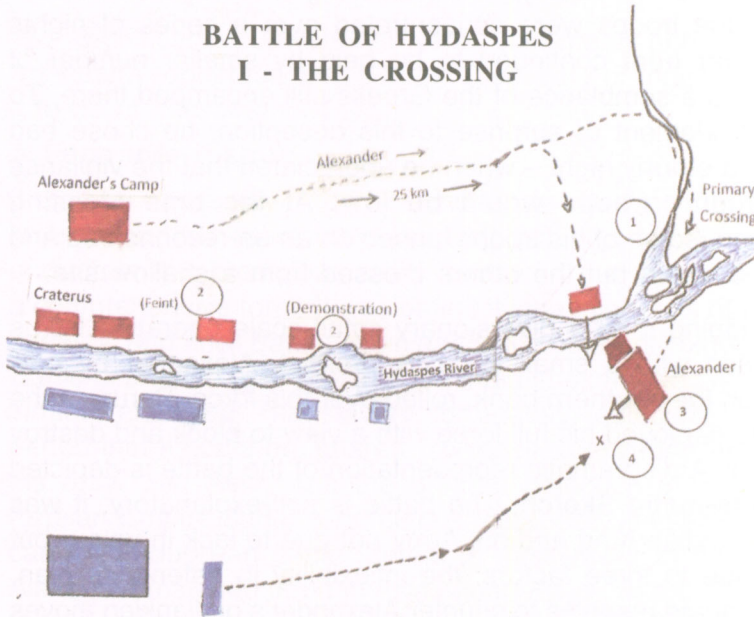 BATTLE OF HYDASPES
I - THE CROSSING
Alexander
25 km
Alexander's Camp
1
Primary
Crossing
Craterus
(Feint)
2
(Demonstration)
2
Hydaspes River
Alexander
3
X
4